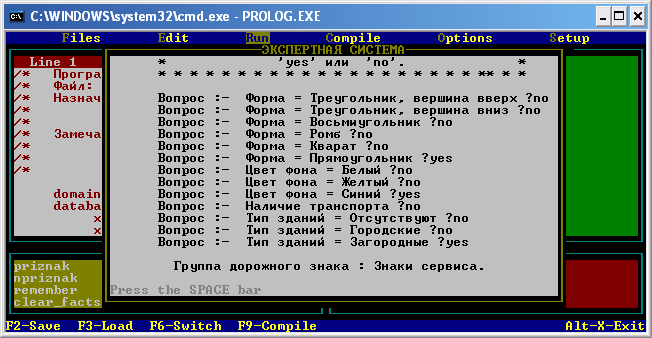 C:\WINDOWS\system32\cmd.exe - PROLOG.EXE
Files Edit Run Compile Options Setup
ЭКСПЕРТНАЯ СИСТЕМА
Line 1
* 'yes' или 'no'. *
/* Програ
* * * * * * * * * * * * * * * * * * * * * * * * ** * *
/* Файл:
/* Назнач
Вопрос :- Форма = Треугольник, вершина вверх ?no
/* Вопрос :- Форма = Треугольник, вершина вниз ?no
/* Вопрос :- Форма = Восьмиугольник ?no
/* Замеча
Вопрос :- Форма = Ромб ?no
/* Вопрос :- Форма = Кварат ?no
/* Вопрос :- Форма = Прямоугольник ?yes
/* Вопрос :- Цвет фона = Белый ?no
Вопрос :- Цвет фона = Желтый ?no
domain
Вопрос :- Цвет фона = Синий ?yes
databa
Вопрос :- Наличие транспорта ?no
x
Вопрос :- Тип зданий = Отсутствуют ?no
x
Вопрос :- Тип зданий = Городские ?no
Вопрос :- Тип зданий = Загородные ?yes
priznak
Группа дорожного знака : Знаки сервиса.
npriznak
remember
Press the SPACE bar
clear_facts
F2-Save F3-Load F6-Switch F9-Compile Alt-X-Exit